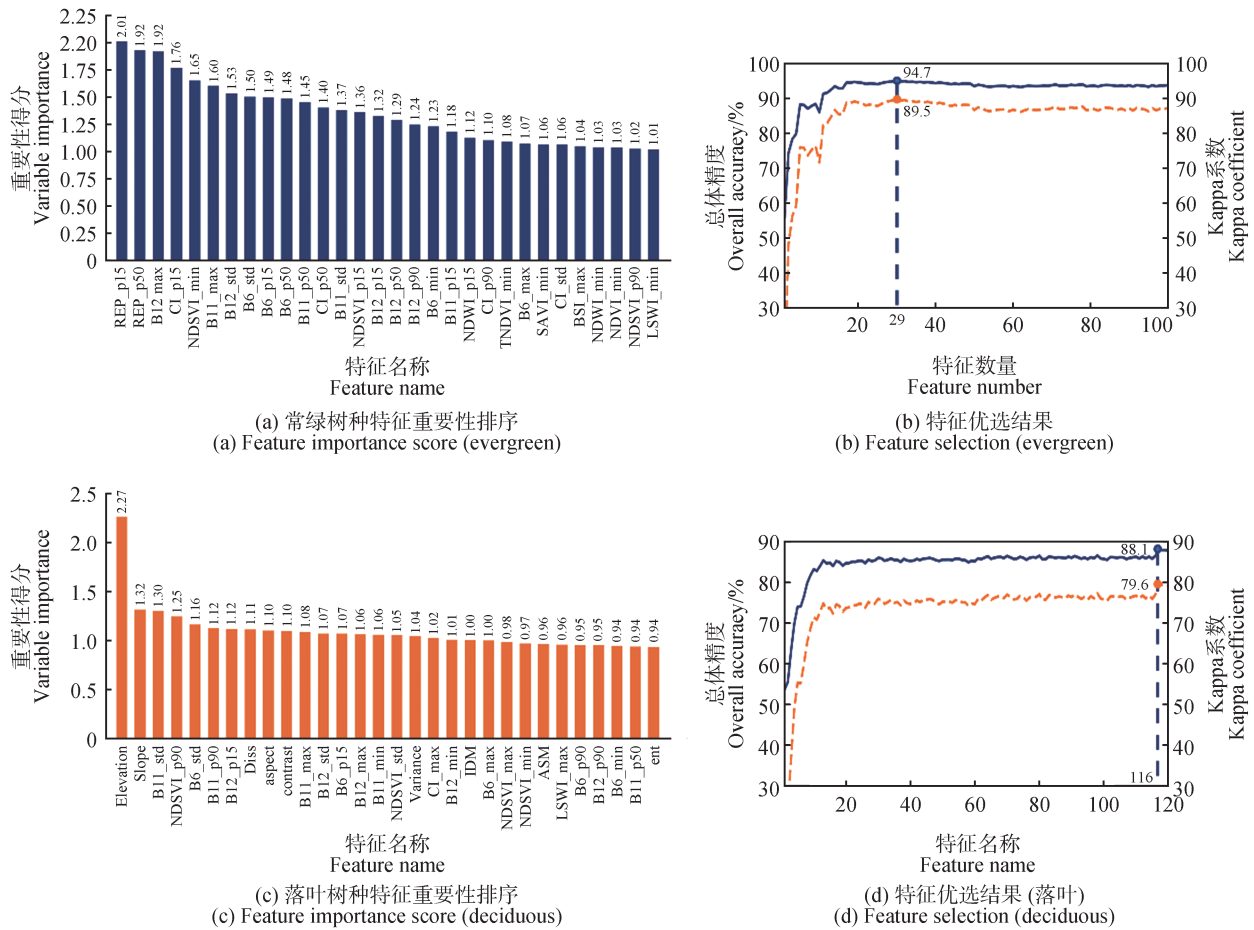 2.25
2.20
1.75
1.50
1.25
1.00
0.75
0.50
2.25
0
重要性得分
Variable importance
2.01
1.92
1.92
1.76
1.65
1.60
1.53
1.50
1.49
1.48
1.45
1.40
1.37
1.36
1.32
1.29
1.24
1.23
1.18
1.12
1.10
1.08
1.07
1.06
1.06
1.04
1.03
1.03
1.02
1.01
REP_p15
REP_p50
B12 max
CI_p15
NDSVI_min
B11_max
B12_std
B6_std
B6_p15
B6_p50
B11_p50
CI_p50
B11_std
NDSVI_p15
B12_p15
B12_p50
B12_p90
B6_min
B11_p15
NDWI_p15
CI_p90
TNDVI_min
B6_max
SAVI_min
CI_std
BSI_max
NDWI_min
NDVI_min
NDSVI_p90
LSWI_min
特征名称
Feature name
(a) 常绿树种特征重要性排序
(a) Feature importance score (evergreen)
100
90
80
70
60
50
40
30
总体精度/%
Overall accuraey/%
94.7
89.5
100
90
80
70
60
50
40
30
Kappa系数
Kappa coefficient
20
29
40
60
80
100
特征数量
Feature number
(b) 特征优选结果
(b) Feature selection (evergreen)
2.5
2.0
1.5
1.0
0.5
0
重要性得分
Variable importance
2.27
1.32
1.30
1.25
1.16
1.12
1.12
1.11
1.10
1.10
1.08
1.07
1.07
1.06
1.06
1.05
1.04
1.02
1.01
1.00
1.00
0.98
0.97
0.96
0.96
0.95
0.95
0.94
0.94
0.94
Elevation
Slope
B11_std
NDSVI_p90
B6_std
B11_p90
B12_p15
Diss
aspect
contrast
B11_max
B12_std
B6_p15
B12_max
B11_min
NDSVI_std
Variance
CI_max
B12_min
IDM
B6_max
NDSVI_max
NDSVI_min
ASM
LSWI_max
B6_p90
B12_p90
B6_min
B11_p50
ent
特征名称
Feature name
(c) 落叶树种特征重要性排序
(c) Feature importance score (deciduous)
90
80
70
60
50
40
30
总体精度/%
Overall accuracy/%
88.1
79.6
116
90
80
70
60
50
40
30
Kappa系数
Kappa coefficient
20
40
60
80
100
120
特征名称
Feature name
(d) 特征优选结果 (落叶)
(d) Feature selection (deciduous)